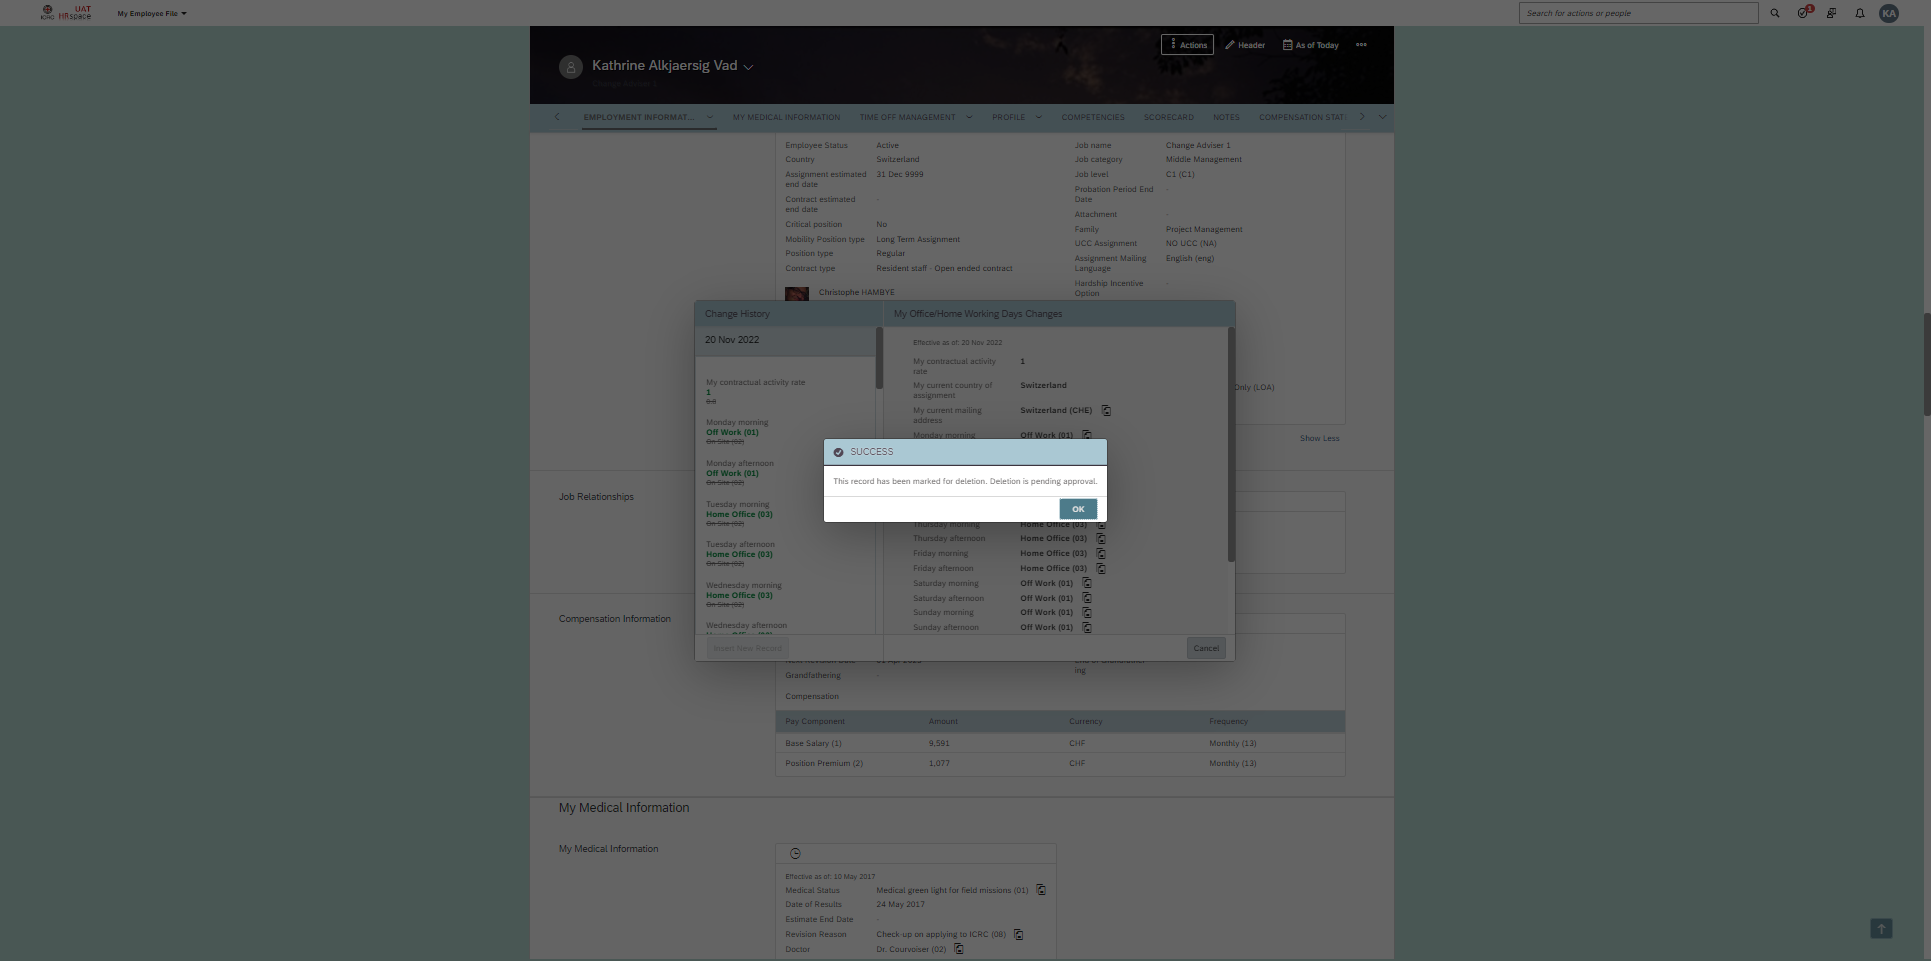 ICRC
UAT
HRspace
My Employee File
Search for actions or people
1
KA
Actions
Header
As of Today
Kathrine Alkjaersig Vad
Change Adviser 1
EMPLOYMENT INFORMAT...
MY MEDICAL INFORMATION
TIME OFF MANAGEMENT
PROFILE
COMPETENCIES
SCORECARD
NOTES
COMPENSATION STAT
Employee Status Active
Country Switzerland
Assignment estimated end date 31 Dec 9999
Contract estimated end date -
Critical position No
Mobility Position type Long Term Assignment
Position type Regular
Contract type Resident staff - Open ended contract
Christophe HAMBYE
Job name Change Adviser 1
Job category Middle Management
Job level C1 (C1)
Probation Period End Date -
Attachment -
Family Project Management
UCC Assignment NO UCC (NA)
Assignment Mailing Language English (eng)
Hardship Incentive Option -
Only (LOA)
Show Less
Change History
20 Nov 2022
My contractual activity rate
1
0.8
Monday morning
Off Work (01)
On Site (02)
Monday afternoon
Off Work (01)
On Site (02)
Tuesday morning
Home Office (03)
On Site (02)
Tuesday afternoon
Home Office (03)
On Site (02)
Wednesday morning
Home Office (03)
On Site (02)
Wednesday afternoon
Insert New Record
My Office/Home Working Days Changes
Effective as of: 20 Nov 2022
My contractual activity rate 1
My current country of assignment Switzerland
My current mailing address Switzerland (CHE)
Monday morning Off Work (01)
SUCCESS
This record has been marked for deletion. Deletion is pending approval.
OK
Thursday morning Home Office (03)
Thursday afternoon Home Office (03)
Friday morning Home Office (03)
Friday afternoon Home Office (03)
Saturday morning Off Work (01)
Saturday afternoon Off Work (01)
Sunday morning Off Work (01)
Sunday afternoon Off Work (01)
Cancel
Job Relationships
Compensation Information
ing
Grandfathering -
Compensation
Pay Component Amount Currency Frequency
Base Salary (1) 9,591 CHF Monthly (13)
Position Premium (2) 1,077 CHF Monthly (13)
My Medical Information
My Medical Information
Effective as of: 10 May 2017
Medical Status Medical green light for field missions (01)
Date of Results 24 May 2017
Estimate End Date -
Revision Reason Check-up on applying to ICRC (08)
Doctor Dr. Courvoiser (02)